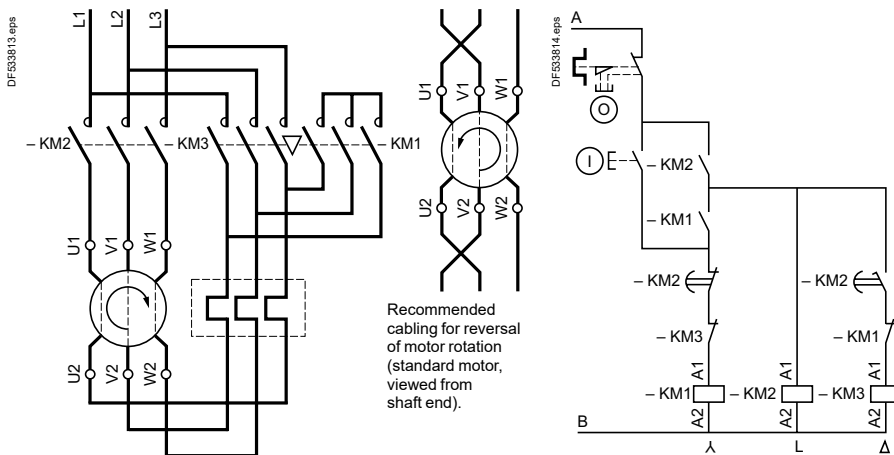 DF533813.eps
L1 L2 L3
– KM2 – KM3 – KM1
U1 V1 W1
U2 V2 W2
U1 V1 W1
U2 V2 W2
Recommended
cabling for reversal
of motor rotation
(standard motor,
viewed from
shaft end).
DF533814.eps
A
O
I
– KM2
– KM1
– KM2 – KM2
– KM3 – KM1
A1 A1 A1
– KM1 – KM2 – KM3
A2 A2 A2
B
⅄ L Δ